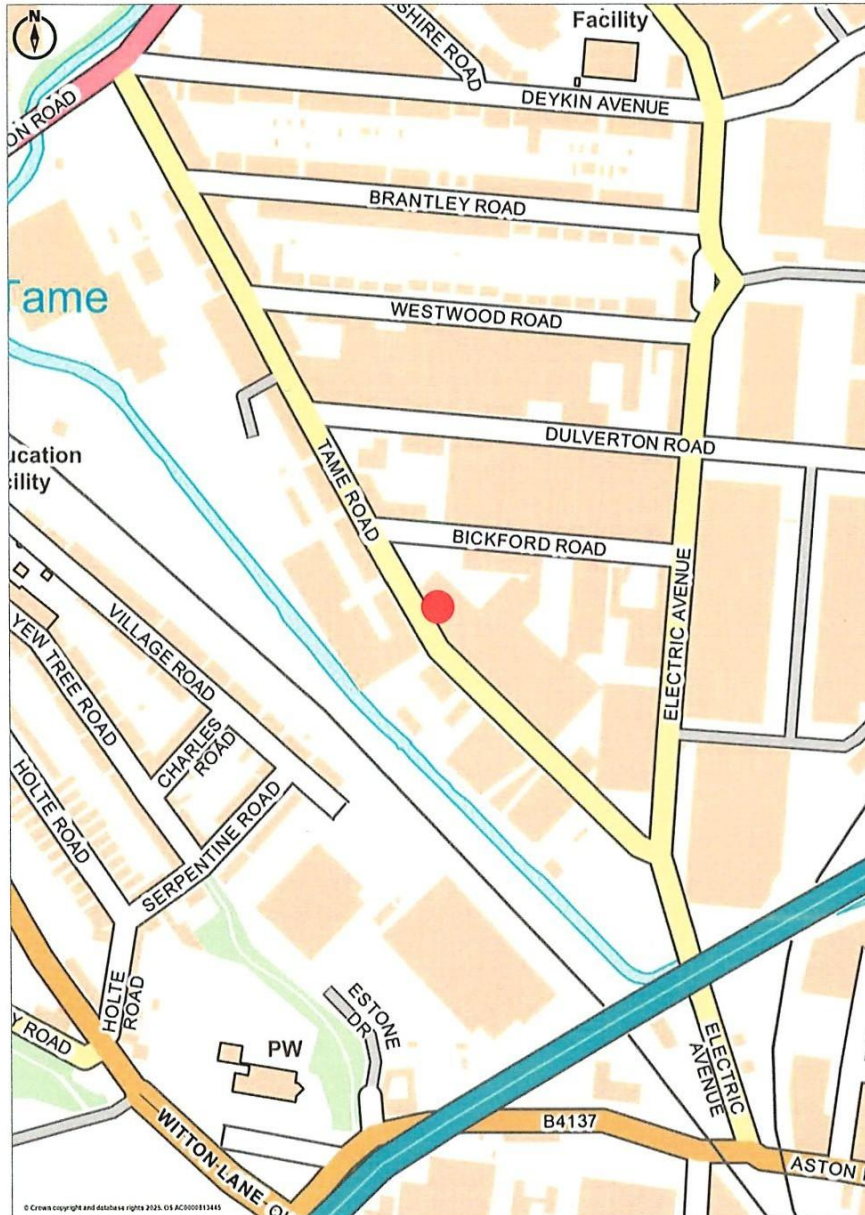 N
Facility
SHIRE ROAD
DEYKIN AVENUE
ON ROAD
BRANTLEY ROAD
Tame
WESTWOOD ROAD
DULVERTON ROAD
ucation
cility
TAME ROAD
BICKFORD ROAD
ELECTRIC AVENUE
VILLAGE ROAD
YEW TREE ROAD
CHARLES
ROAD
HOLTE ROAD
SERPENTINE ROAD
HOLTE
ROAD
ESTONE
DR
Y ROAD
PW
ELECTRIC
AVENUE
B4137
WITTON LANE
ASTON
© Crown copyright and database rights 2025. OS AC0000813445